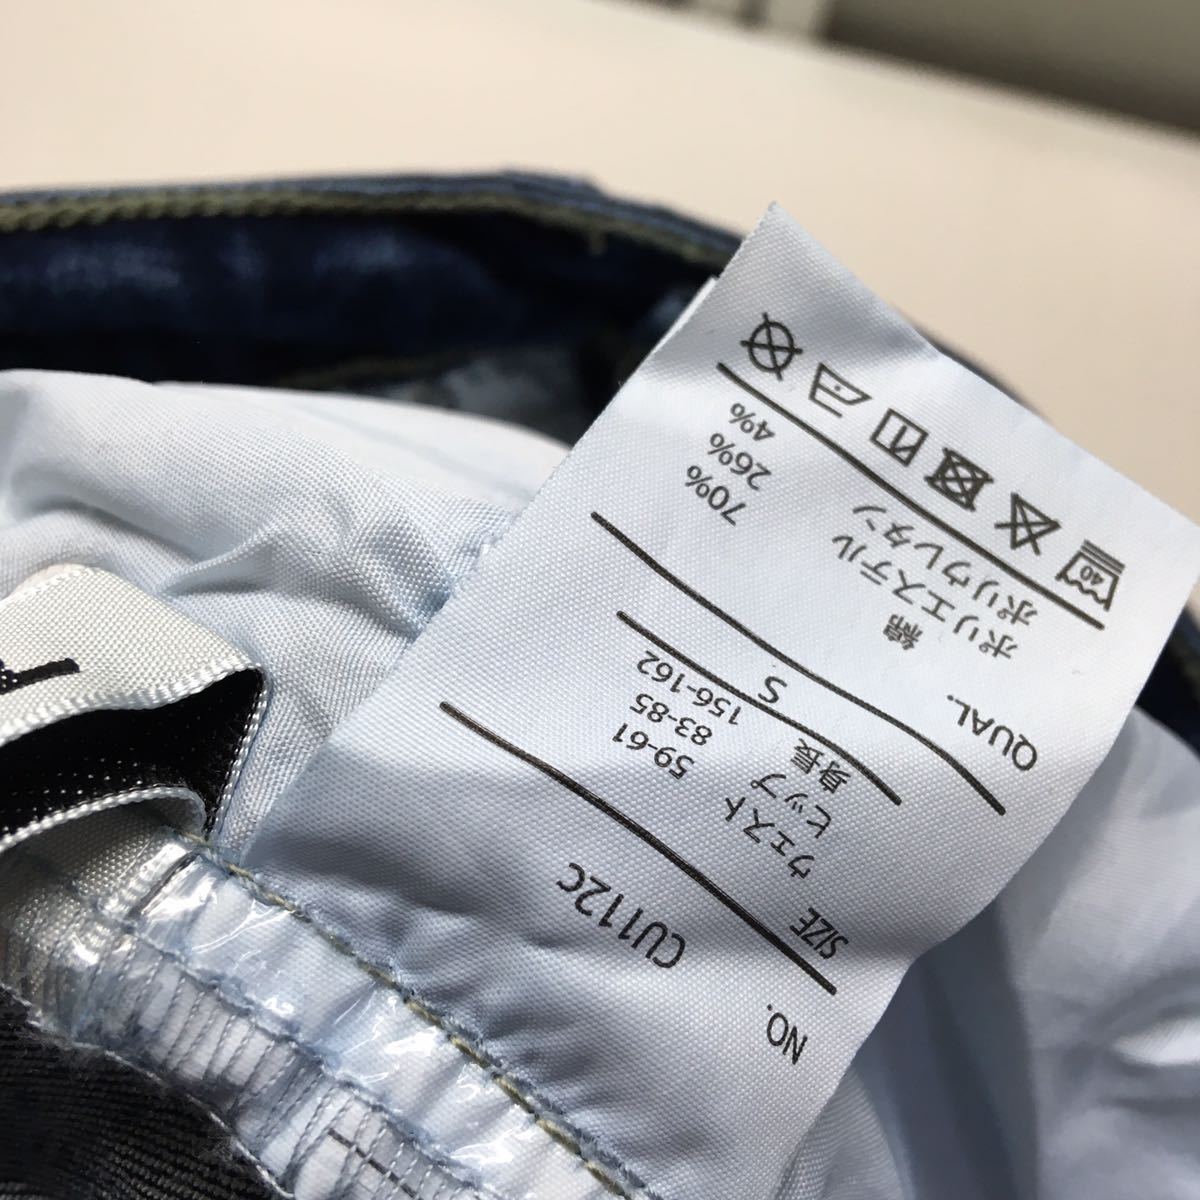 NO. CU112c
SIZE ウェスト 59-61
ヒップ 83-85
身長 156-162
S
QUAL. 綿 70%
ポリエステル 26%
ポリウレタン 4%
40